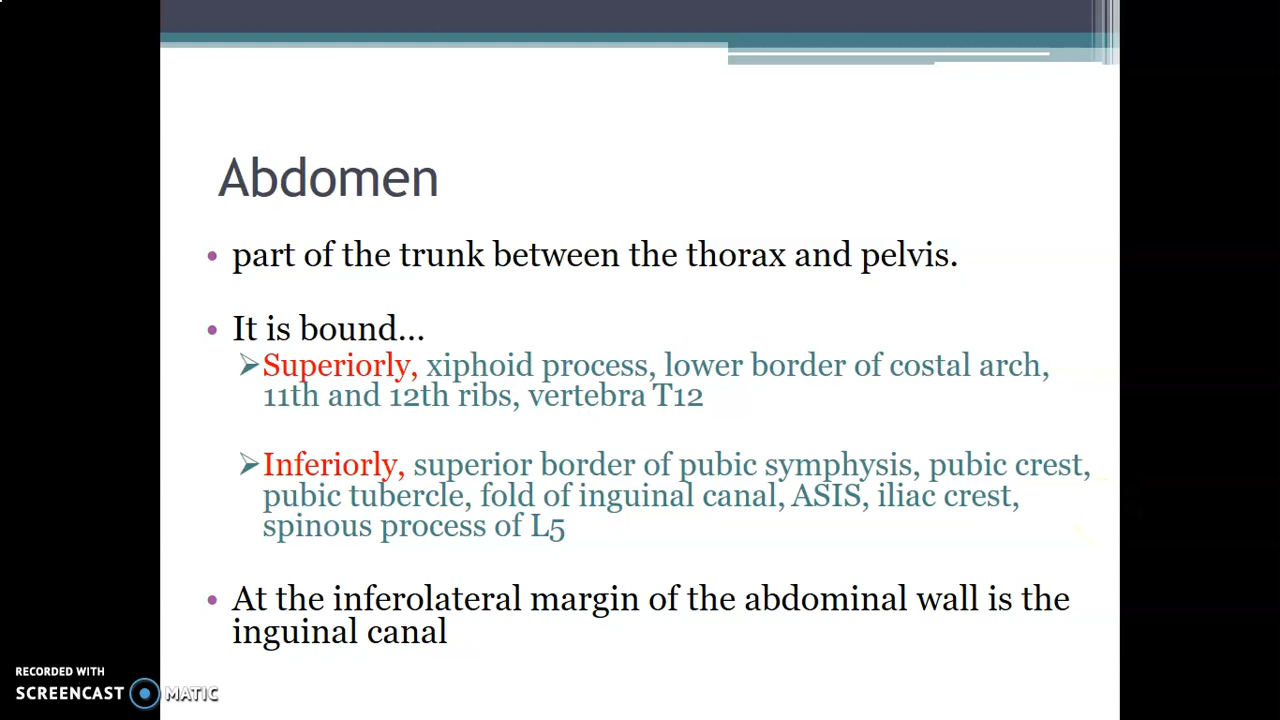 Abdomen
• part of the trunk between the thorax and pelvis.
• It is bound...
➢Superiorly, xiphoid process, lower border of costal arch,
11th and 12th ribs, vertebra T12
➢Inferiorly, superior border of pubic symphysis, pubic crest,
pubic tubercle, fold of inguinal canal, ASIS, iliac crest,
spinous process of L5
• At the inferolateral margin of the abdominal wall is the
inguinal canal
RECORDED WITH
SCREENCAST MATIC